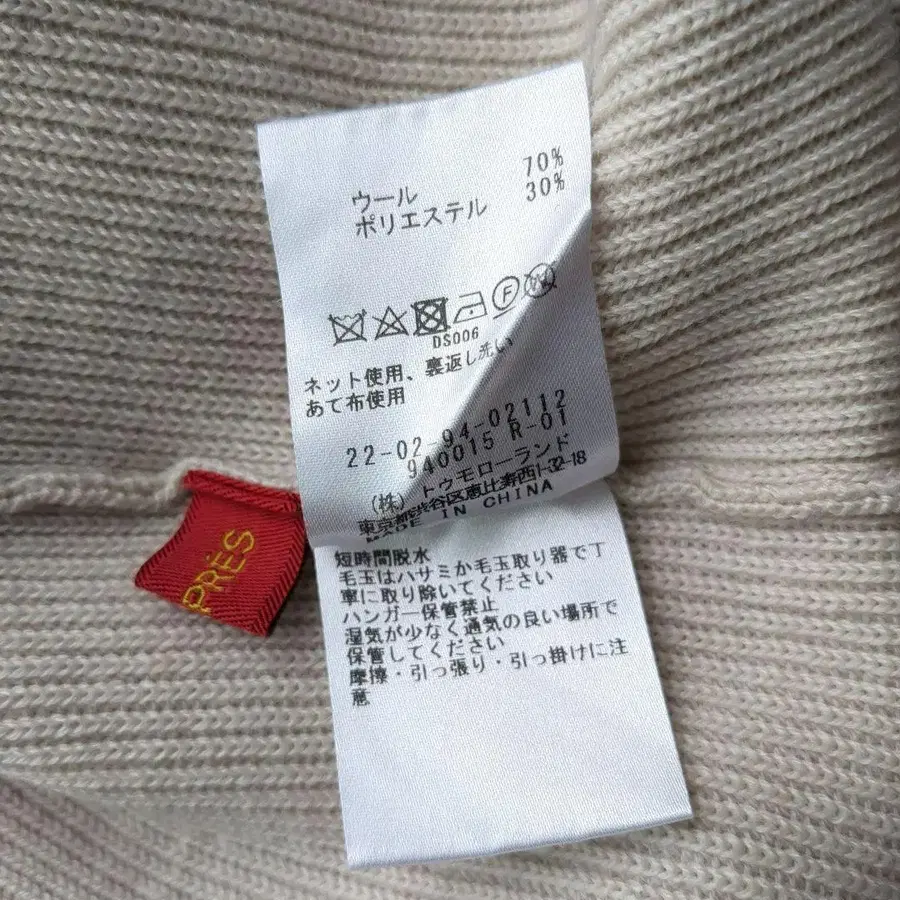 ウール 70%
ポリエステル 30%
F
W
DS006
ネット使用、裏返し洗い
あて布使用
22-02-94-02112
940015 R-01
(株) トゥモローランド
東京都渋谷区恵比寿西1-32-18
MADE IN CHINA
短時間脱水
毛玉はハサミか毛玉取り器で丁
寧に取り除いてください
ハンガー保管禁止
湿気が少なく通気の良い場所で
保管してください
摩擦・引っ張り・引っ掛けに注
意
PRÈS